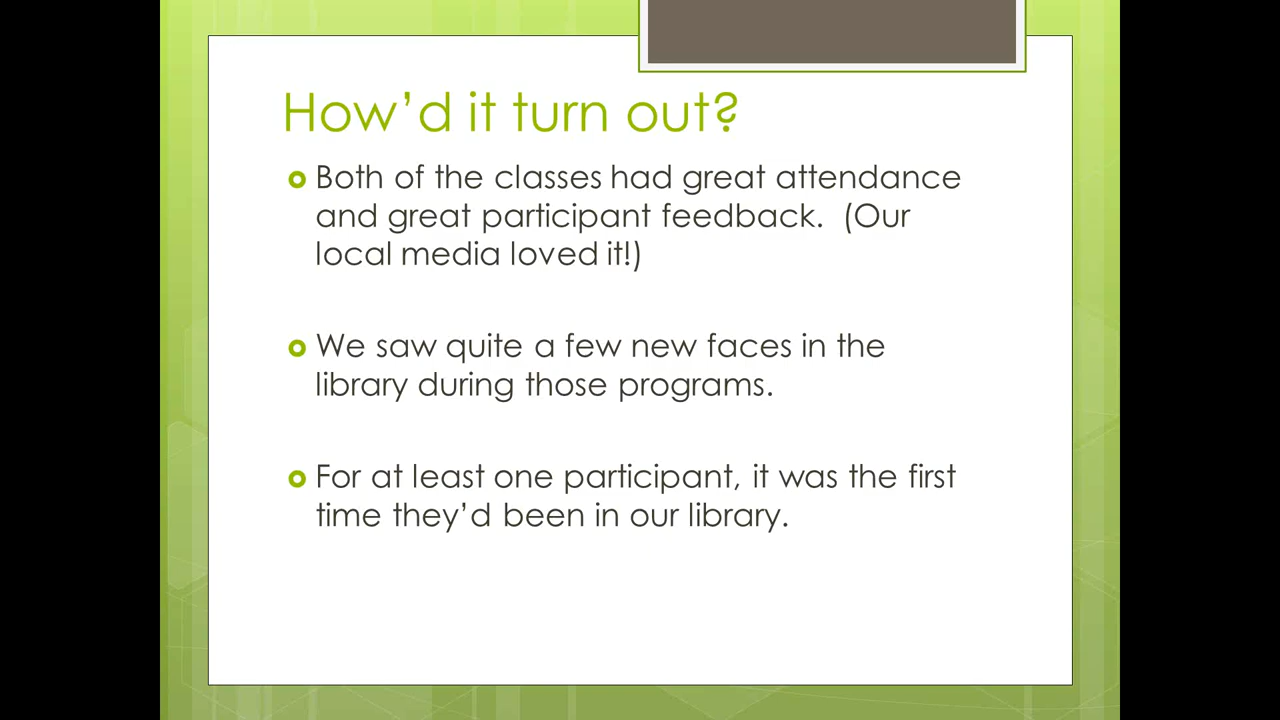 How’d it turn out?
Both of the classes had great attendance
and great participant feedback.  (Our
local media loved it!)
We saw quite a few new faces in the
library during those programs.
For at least one participant, it was the first
time they’d been in our library.